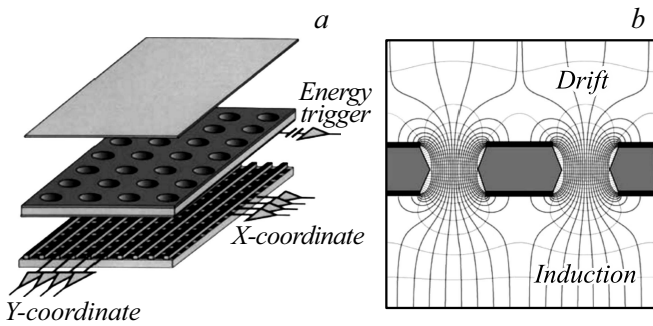 a
b
Energy
trigger
Drift
X-coordinate
Induction
Y-coordinate